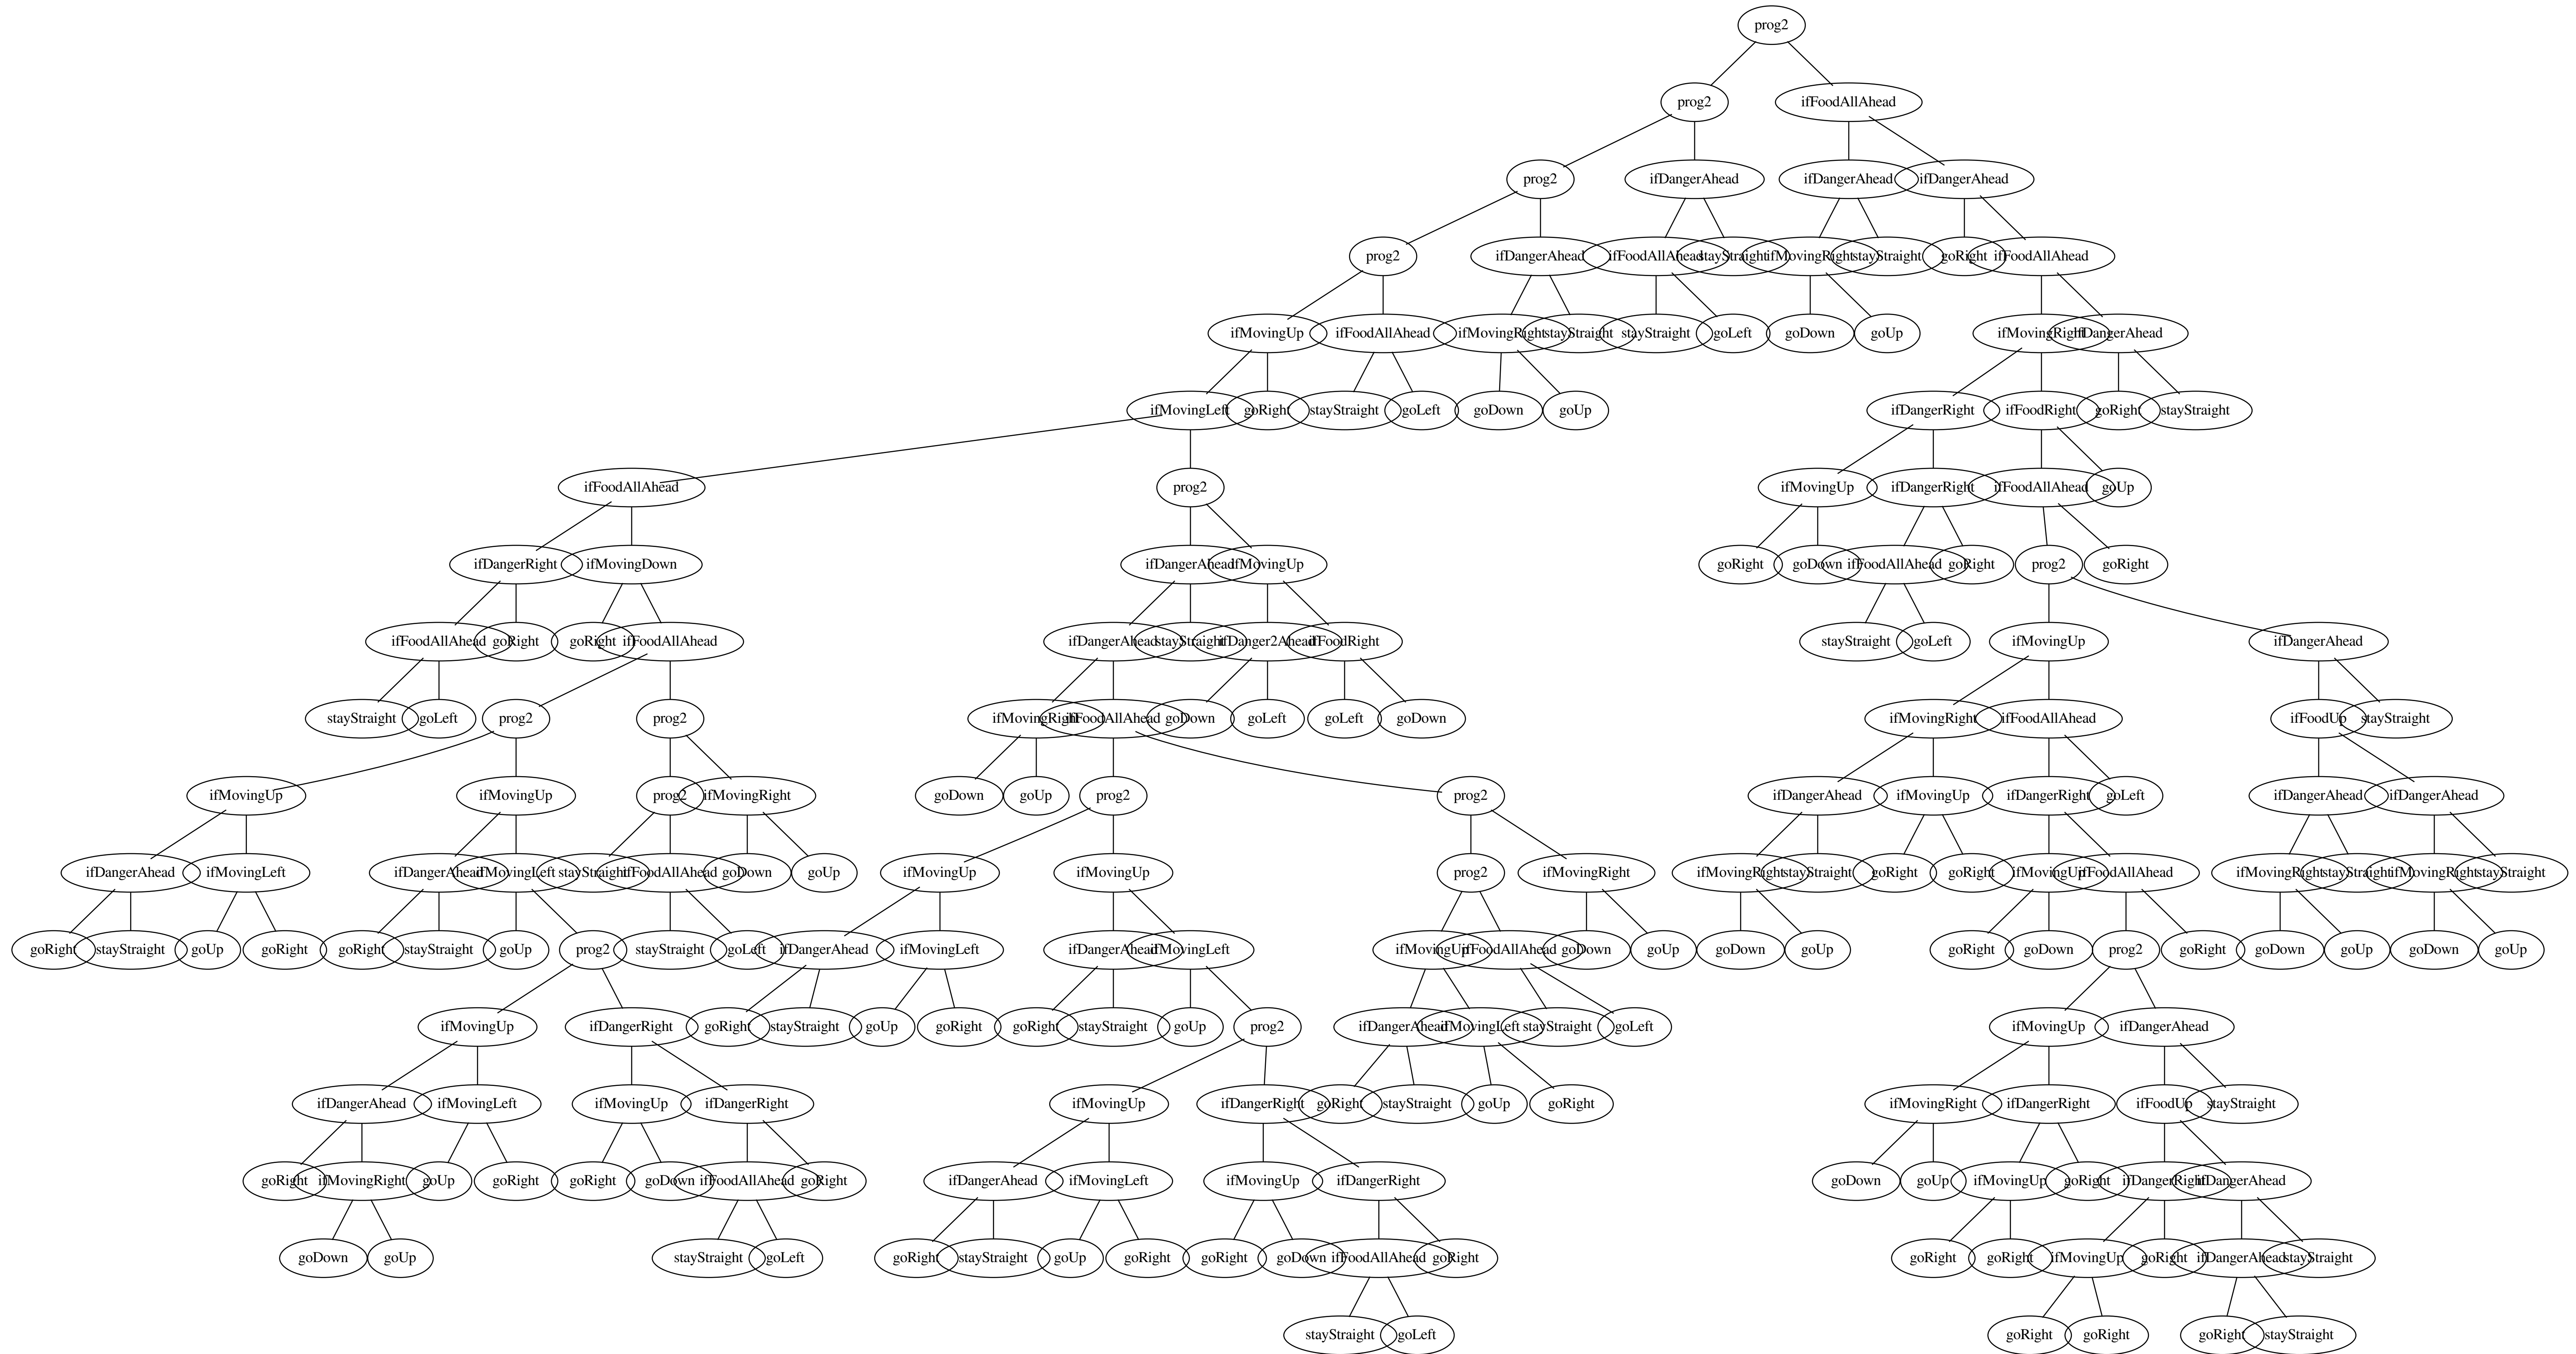 prog2
prog2 ifFoodAllAhead
prog2 ifDangerAhead ifDangerAhead ifDangerAhead
prog2 ifDangerAhead ifFoodAllAhead stayStraight ifMovingRight stayStraight goRight ifFoodAllAhead
ifMovingUp ifFoodAllAhead ifMovingRight stayStraight stayStraight goLeft goDown goUp ifMovingRight ifDangerAhead
ifMovingLeft goRight stayStraight goLeft goDown goUp ifDangerRight ifFoodRight goRight stayStraight
ifFoodAllAhead prog2 ifMovingUp ifDangerRight ifFoodAllAhead goUp
ifDangerRight ifMovingDown ifDangerAhead ifMovingUp goRight goDown ifFoodAllAhead goRight prog2 goRight
ifFoodAllAhead goRight goRight ifFoodAllAhead ifDangerAhead stayStraight ifDanger2Ahead ifFoodRight stayStraight goLeft ifMovingUp ifDangerAhead
stayStraight goLeft prog2 prog2 ifMovingRight ifFoodAllAhead goDown goLeft goLeft goDown ifMovingRight ifFoodAllAhead ifFoodUp stayStraight
ifMovingUp ifMovingUp prog2 ifMovingRight goDown goUp prog2 prog2 ifDangerAhead ifMovingUp ifDangerRight goLeft ifDangerAhead ifDangerAhead
ifDangerAhead ifMovingLeft ifDangerAhead ifMovingLeft stayStraight ifFoodAllAhead goDown goUp ifMovingUp ifMovingUp prog2 ifMovingRight ifMovingRight stayStraight goRight goRight ifMovingUp ifFoodAllAhead ifMovingRight stayStraight ifMovingRight stayStraight
goRight stayStraight goUp goRight goRight stayStraight goUp prog2 stayStraight goLeft ifDangerAhead ifMovingLeft ifDangerAhead ifMovingLeft ifMovingUp ifFoodAllAhead goDown goUp goDown goUp goRight goDown prog2 goRight goDown goUp goDown goUp
ifMovingUp ifDangerRight goRight stayStraight goUp goRight goRight stayStraight goUp prog2 ifDangerAhead ifMovingLeft stayStraight goLeft ifMovingUp ifDangerAhead
ifDangerAhead ifMovingLeft ifMovingUp ifDangerRight ifMovingUp ifDangerRight goRight stayStraight goUp goRight ifMovingRight ifDangerRight ifFoodUp stayStraight
goRight ifMovingRight goUp goRight goRight goDown ifFoodAllAhead goRight ifDangerAhead ifMovingLeft ifMovingUp ifDangerRight goDown goUp ifMovingUp goRight ifDangerRight ifDangerAhead
goDown goUp stayStraight goLeft goRight stayStraight goUp goRight goRight goDown ifFoodAllAhead goRight goRight goRight ifMovingUp goRight ifDangerAhead stayStraight
stayStraight goLeft goRight goRight goRight stayStraight